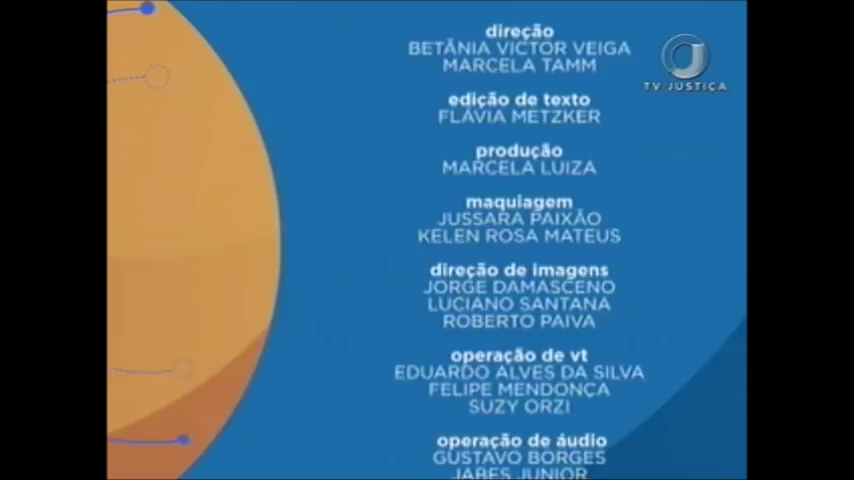 direção
BETÂNIA VICTOR VEIGA
MARCELA TAMM
TV JUSTIÇA
edição de texto
FLÁVIA METZKER
produção
MARCELA LUIZA
maquiagem
JUSSARA PAIXÃO
KELEN ROSA MATEUS
direção de imagens
JORGE DAMASCENO
LUCIANO SANTANA
ROBERTO PAIVA
operação de vt
EDUARDO ALVES DA SILVA
FELIPE MENDONÇA
SUZY ORZI
operação de áudio
GUSTAVO BORGES
JABES JUNIOR